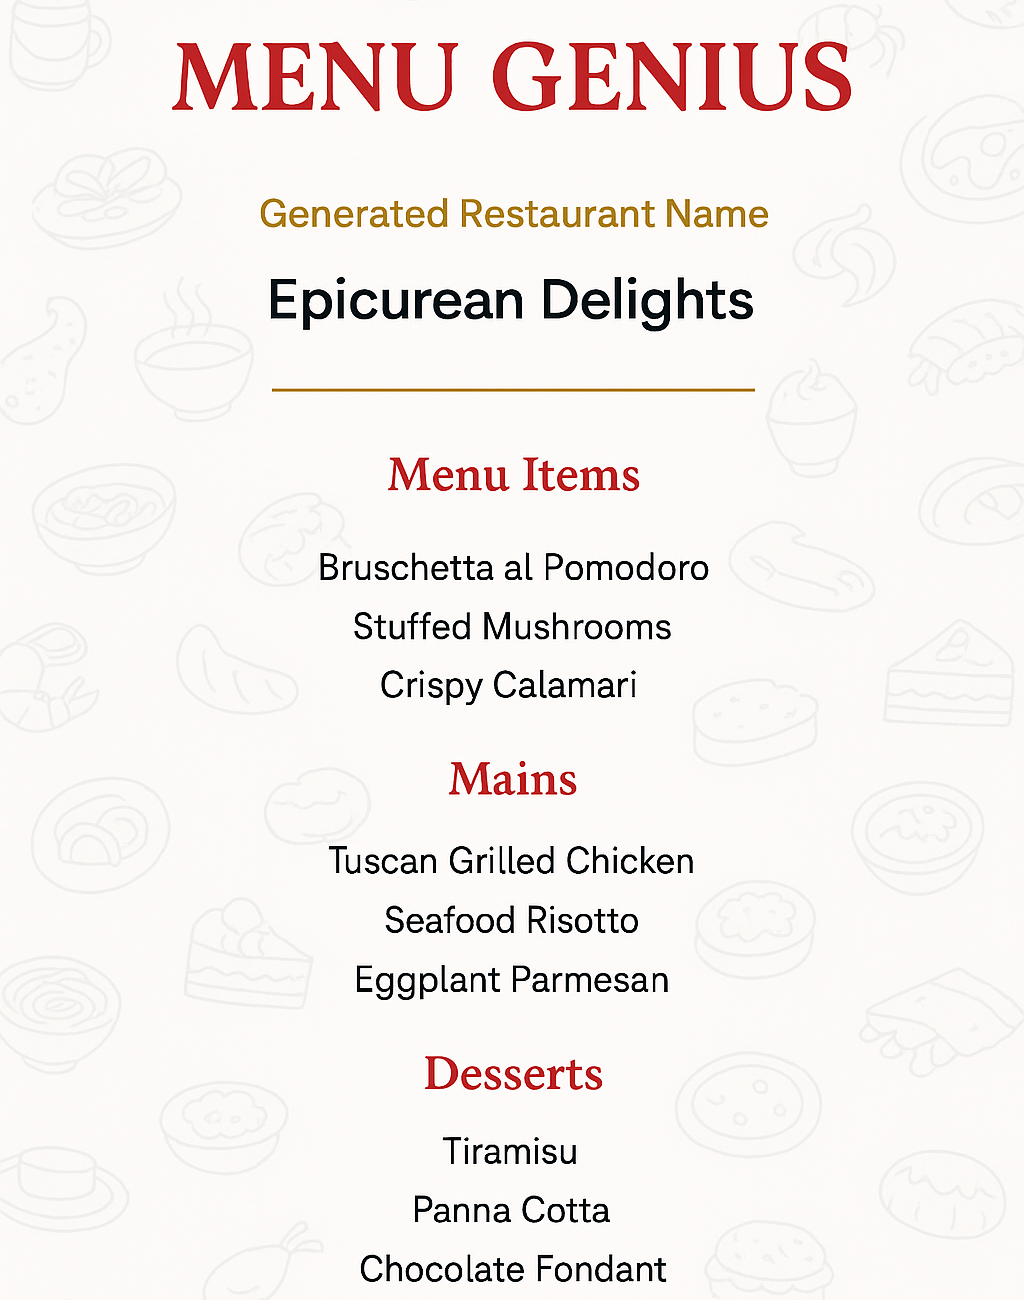 MENU GENIUS
Generated Restaurant Name
Epicurean Delights
Menu Items
Bruschetta al Pomodoro
Stuffed Mushrooms
Crispy Calamari
Mains
Tuscan Grilled Chicken
Seafood Risotto
Eggplant Parmesan
Desserts
Tiramisu
Panna Cotta
Chocolate Fondant